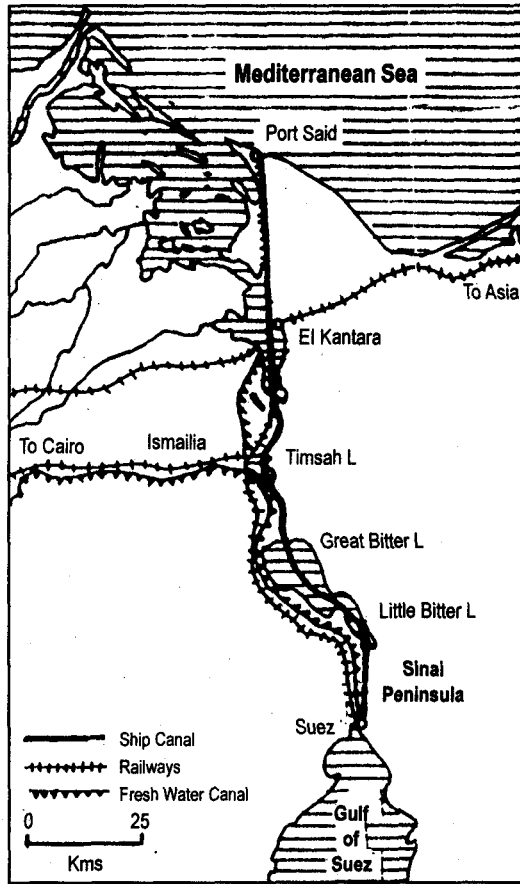 Mediterranean Sea
Port Said
To Asia
El Kantara
To Cairo
Ismailia
Timsah L
Great Bitter L
Little Bitter L
Sinai
Peninsula
Suez
Ship Canal
Railways
Fresh Water Canal
0 25
Kms
Gulf
of
Suez